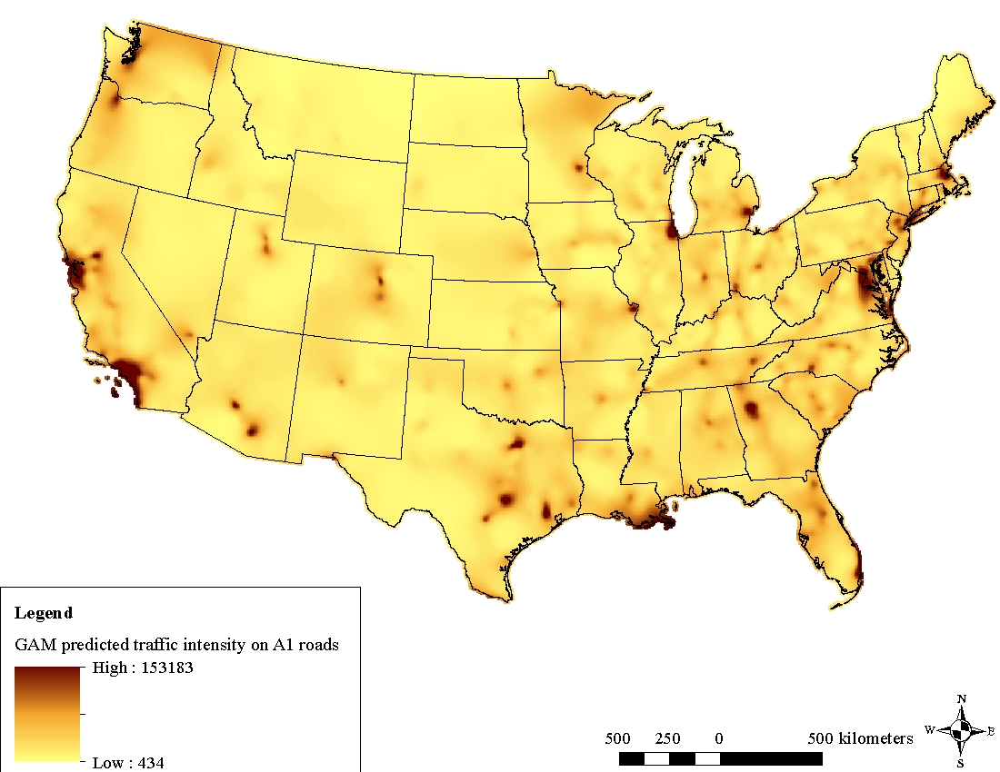 Legend
GAM predicted traffic intensity on A1 roads
High : 153183
Low : 434
500 250 0 500 kilometers
N
W E
S